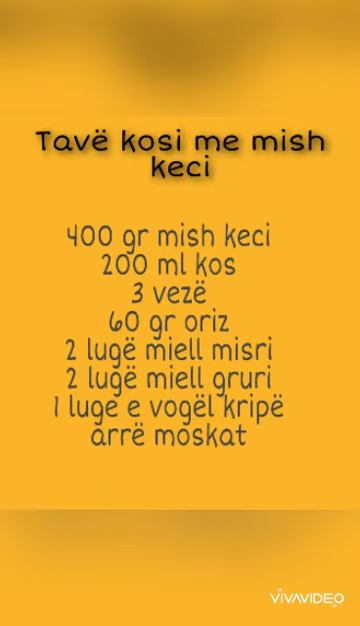 Tavë kosi me mish
keci
400 gr mish keci
200 ml kos
3 vezë
60 gr oriz
2 lugë miell misri
2 lugë miell gruri
1 luge e vogël kripë
arrë moskat
VIVAVIDEO